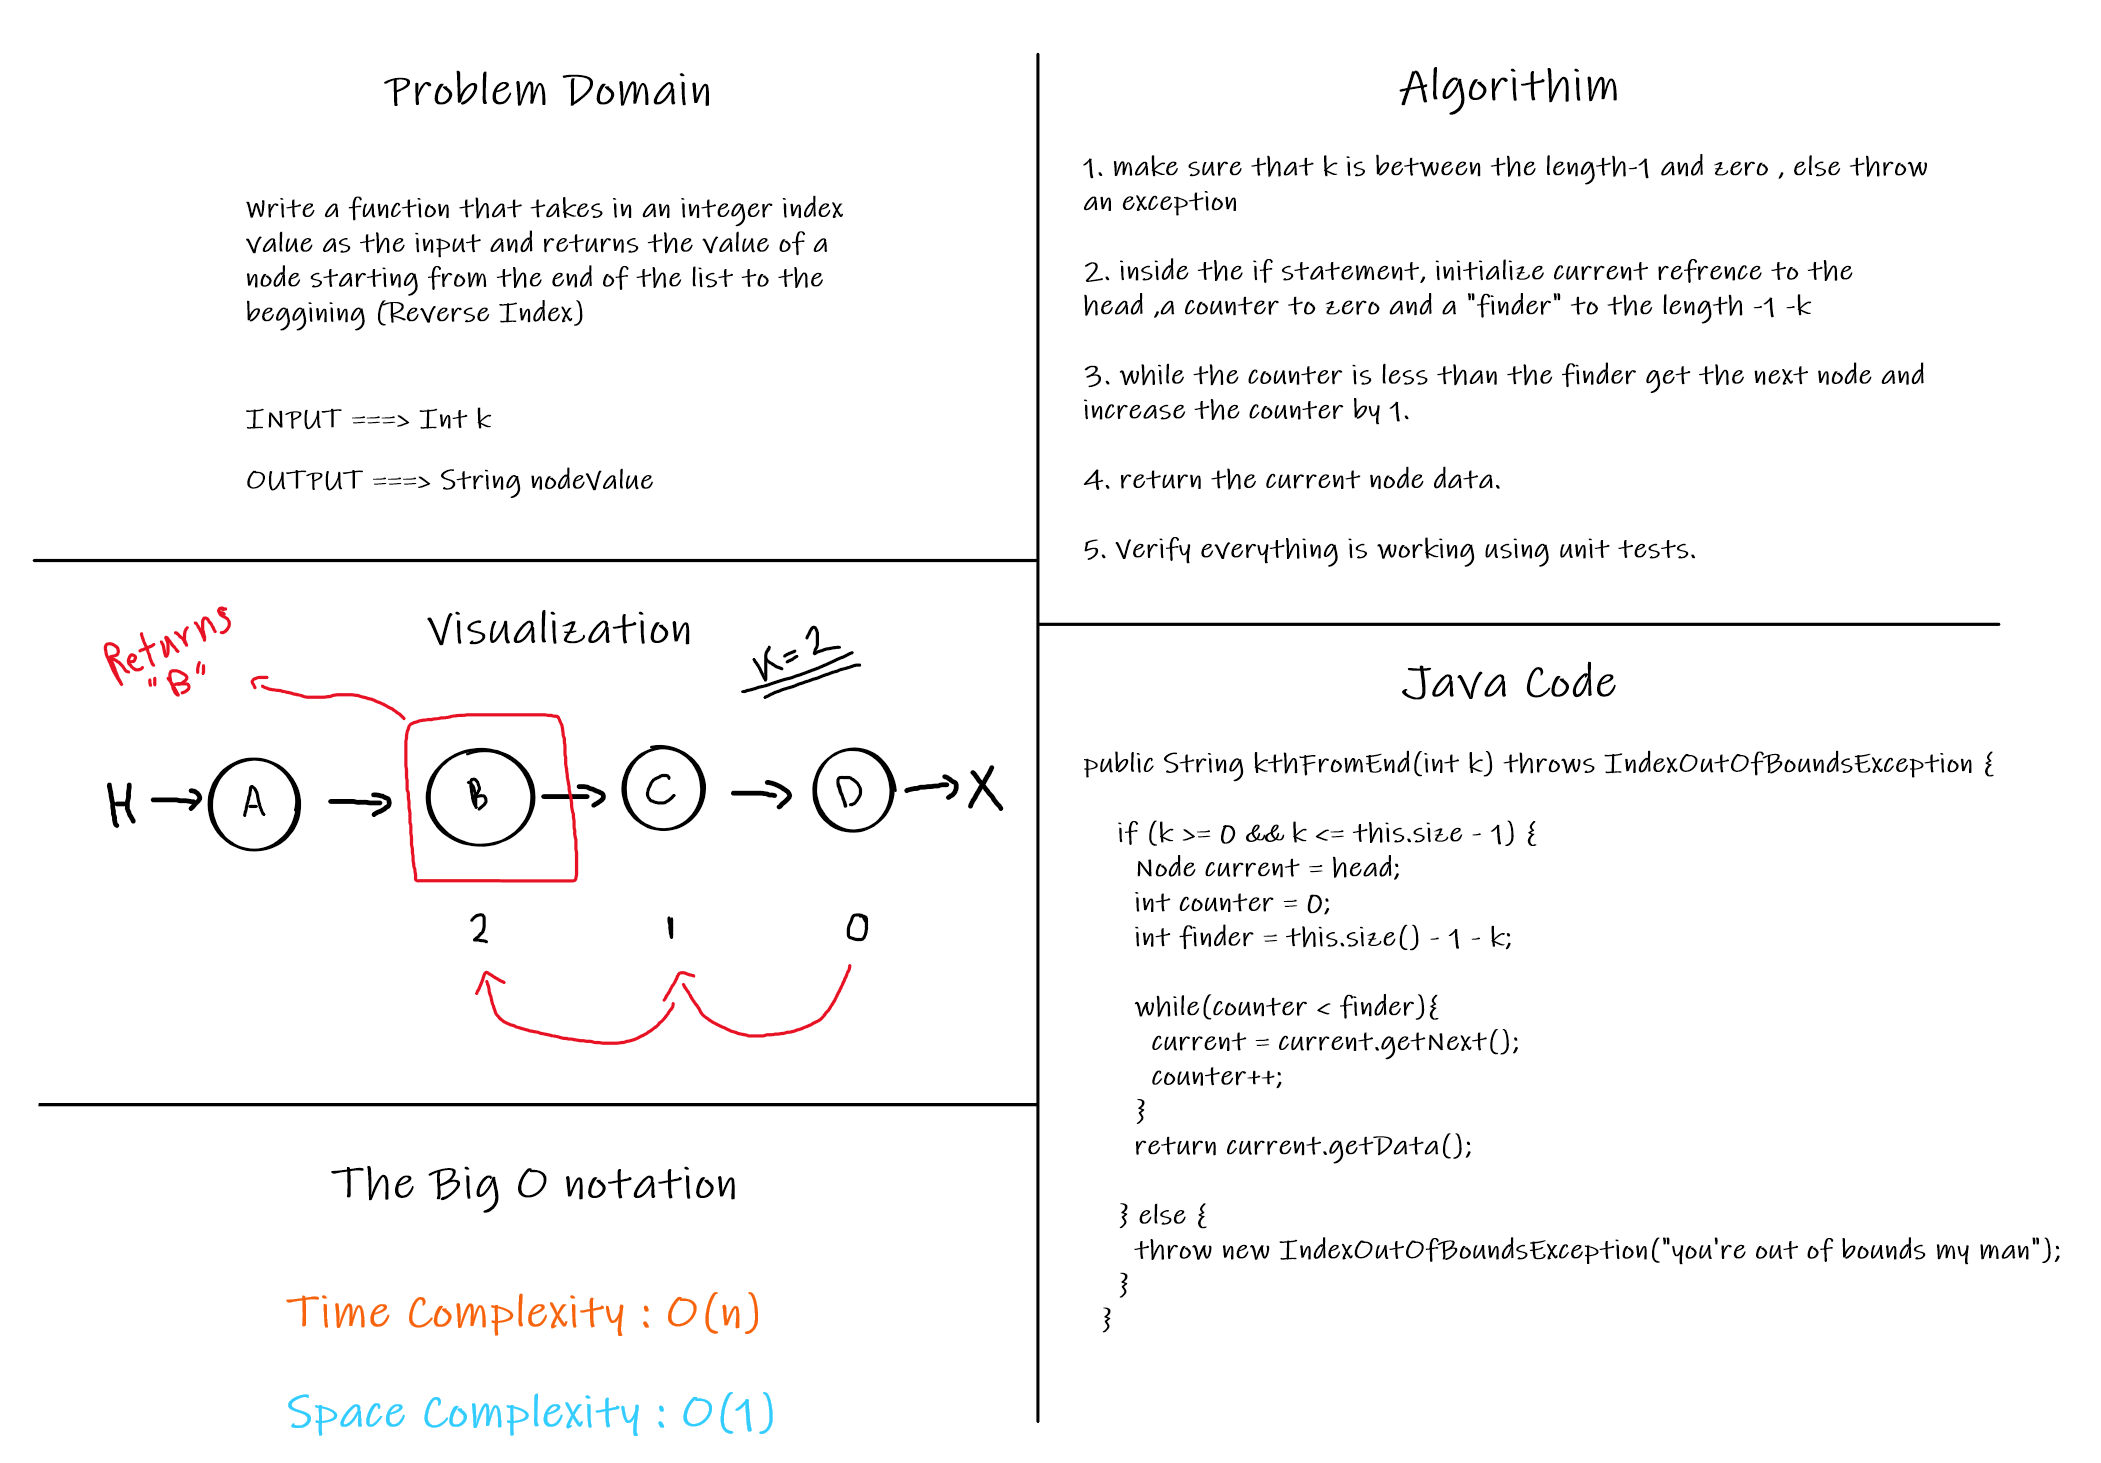 Problem Domain
Write a function that takes in an integer index
value as the input and returns the value of a
node starting from the end of the list to the
beggining (Reverse Index)
INPUT ===> Int k
OUTPUT ===> String nodeValue
Visualization
Returns
"B"
K=2
H A B C D X
2 1 0
The Big O notation
Time Complexity : O(n)
Space Complexity : O(1)
Algorithim
1. make sure that k is between the length-1 and zero , else throw
an exception
2. inside the if statement, initialize current refrence to the
head ,a counter to zero and a "finder" to the length -1 -k
3. while the counter is less than the finder get the next node and
increase the counter by 1.
4. return the current node data.
5. Verify everything is working using unit tests.
Java Code
public String kthFromEnd(int k) throws IndexOutOfBoundsException {
if (k >= 0 && k <= this.size - 1) {
Node current = head;
int counter = 0;
int finder = this.size() - 1 - k;
while(counter < finder){
current = current.getNext();
counter++;
}
return current.getData();
} else {
throw new IndexOutOfBoundsException("you're out of bounds my man");
}
}